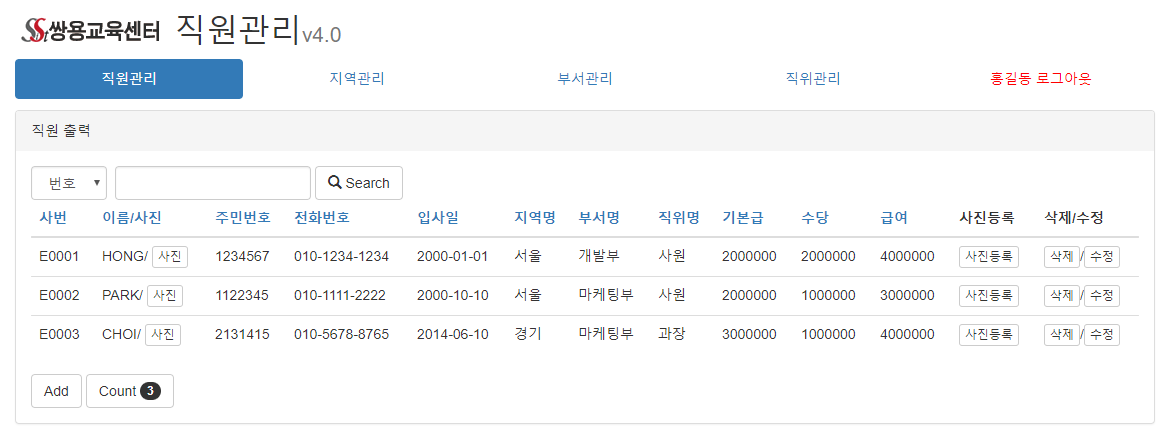 쌍용교육센터 직원관리v4.0
직원관리 지역관리 부서관리 직위관리 홍길동 로그아웃
직원 출력
번호 Search
사번 이름/사진 주민번호 전화번호 입사일 지역명 부서명 직위명 기본급 수당 급여 사진등록 삭제/수정
E0001 HONG/ 사진 1234567 010-1234-1234 2000-01-01 서울 개발부 사원 2000000 2000000 4000000 사진등록 삭제/수정
E0002 PARK/ 사진 1122345 010-1111-2222 2000-10-10 서울 마케팅부 사원 2000000 1000000 3000000 사진등록 삭제/수정
E0003 CHOI/ 사진 2131415 010-5678-8765 2014-06-10 경기 마케팅부 과장 3000000 1000000 4000000 사진등록 삭제/수정
Add Count 3